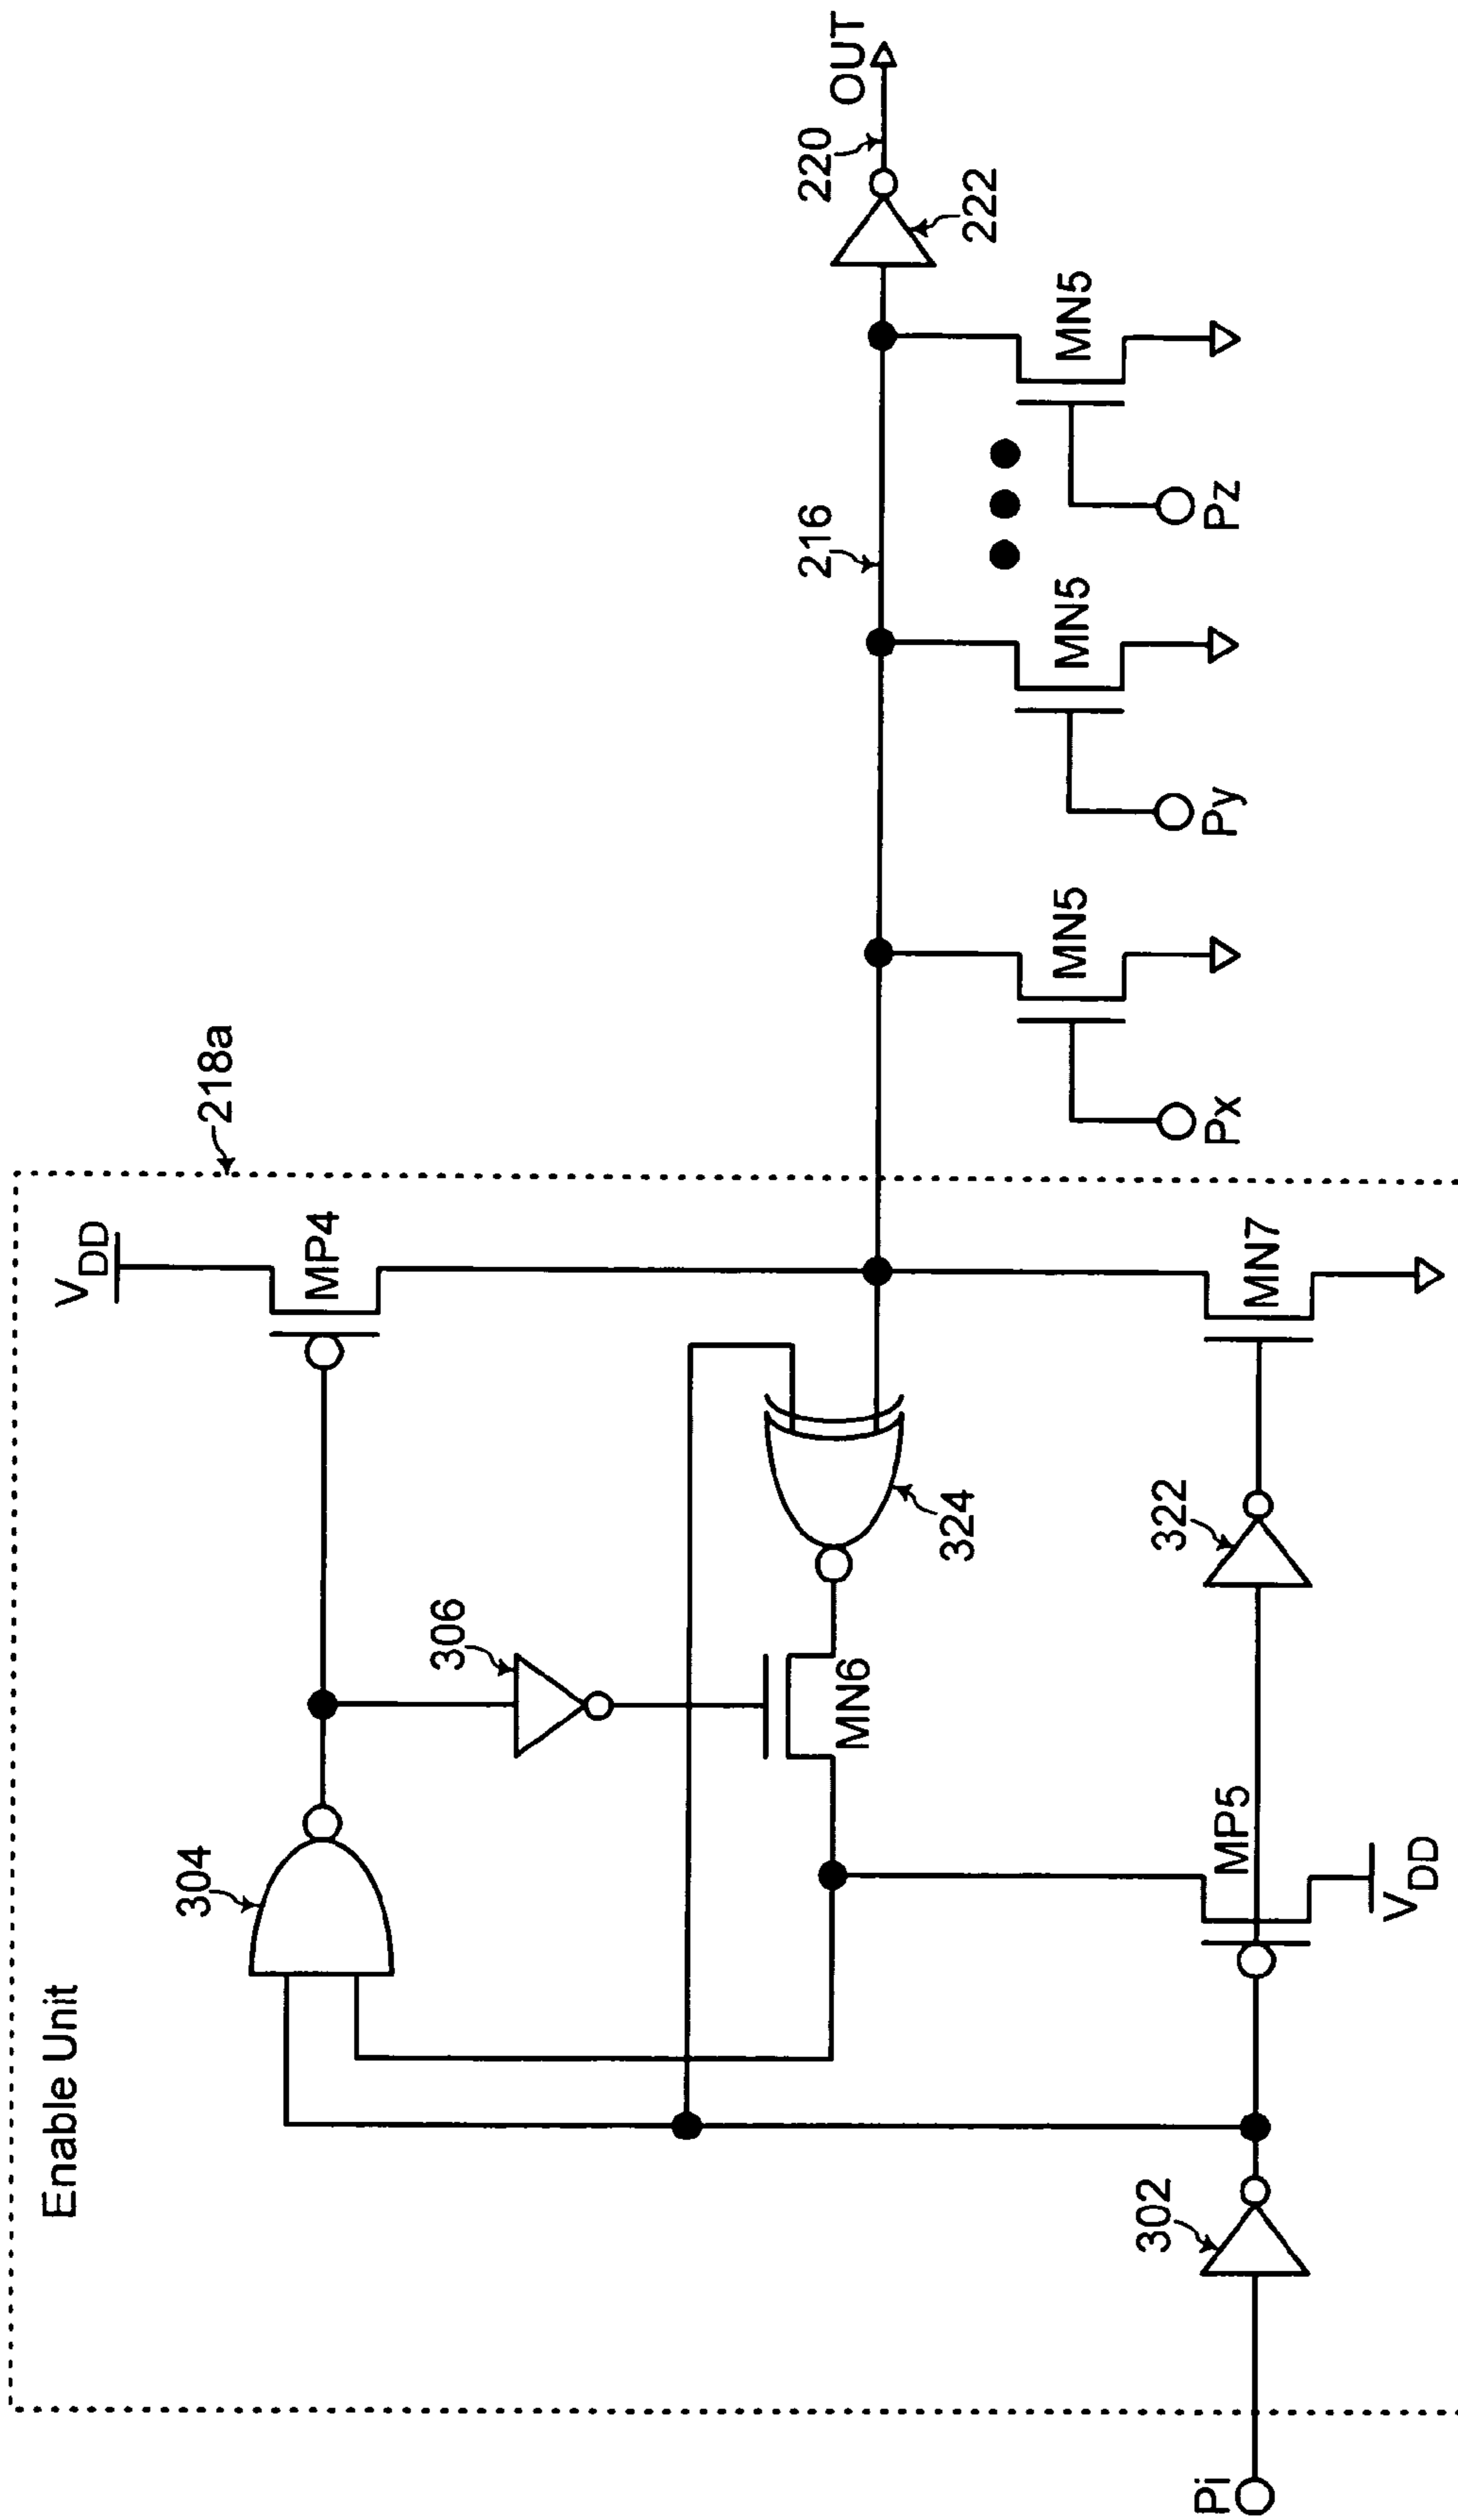 Enable Unit
218a
VDD
304
MP4
306
324
MN6
216
220
OUT
222
302
MP5
VDD
322
MN7
MN5
MN5
MN5
Pi
Px
Py
Pz